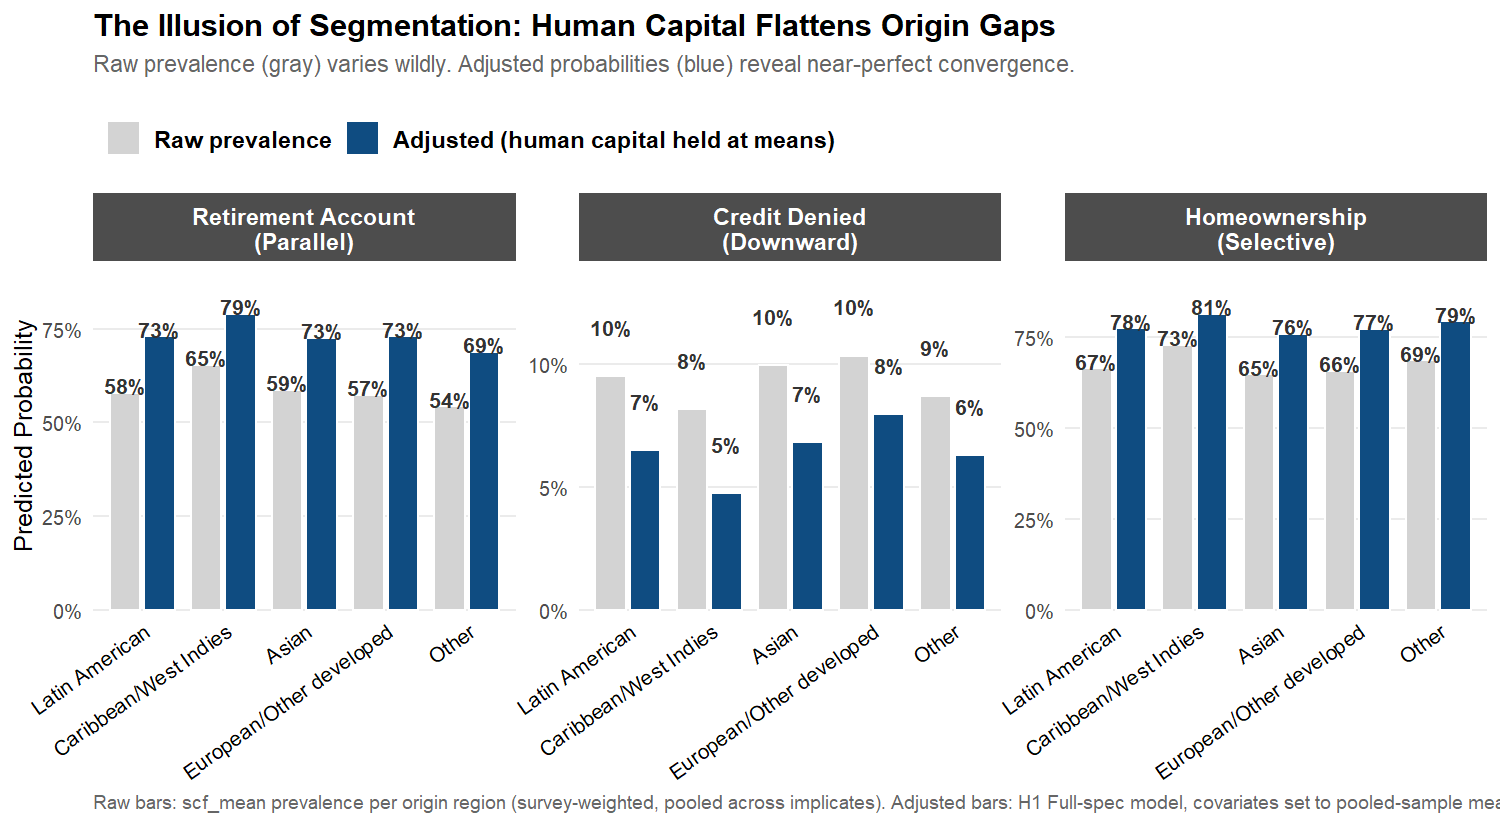 The Illusion of Segmentation: Human Capital Flattens Origin Gaps
Raw prevalence (gray) varies wildly. Adjusted probabilities (blue) reveal near-perfect convergence.
Raw prevalence
Adjusted (human capital held at means)
Predicted Probability
Retirement Account
(Parallel)
75%
50%
25%
0%
58%
73%
65%
79%
59%
73%
57%
73%
54%
69%
Latin American
Caribbean/West Indies
Asian
European/Other developed
Other
Credit Denied
(Downward)
10%
5%
0%
10%
7%
8%
5%
10%
7%
10%
8%
9%
6%
Latin American
Caribbean/West Indies
Asian
European/Other developed
Other
Homeownership
(Selective)
75%
50%
25%
0%
67%
78%
73%
81%
65%
76%
66%
77%
69%
79%
Latin American
Caribbean/West Indies
Asian
European/Other developed
Other
Raw bars: scf_mean prevalence per origin region (survey-weighted, pooled across implicates). Adjusted bars: H1 Full-spec model, covariates set to pooled-sample mea